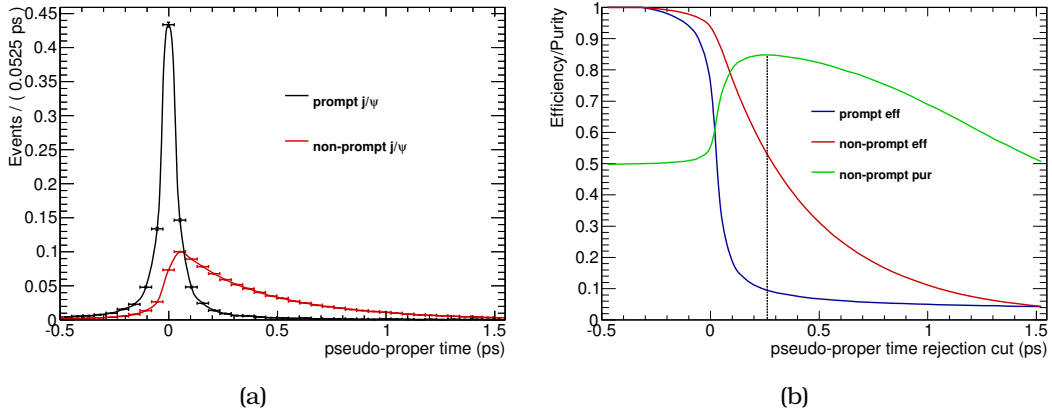 Events / ( 0.0525 ps )
0.45
0.4
0.35
0.3
0.25
0.2
0.15
0.1
0.05
0
-0.5
0
0.5
1
1.5
prompt j/ψ
non-prompt j/ψ
pseudo-proper time (ps)
(a)
Efficiency/Purity
1
0.9
0.8
0.7
0.6
0.5
0.4
0.3
0.2
0.1
0
-0.5
0
0.5
1
1.5
prompt eff
non-prompt eff
non-prompt pur
pseudo-proper time rejection cut (ps)
(b)